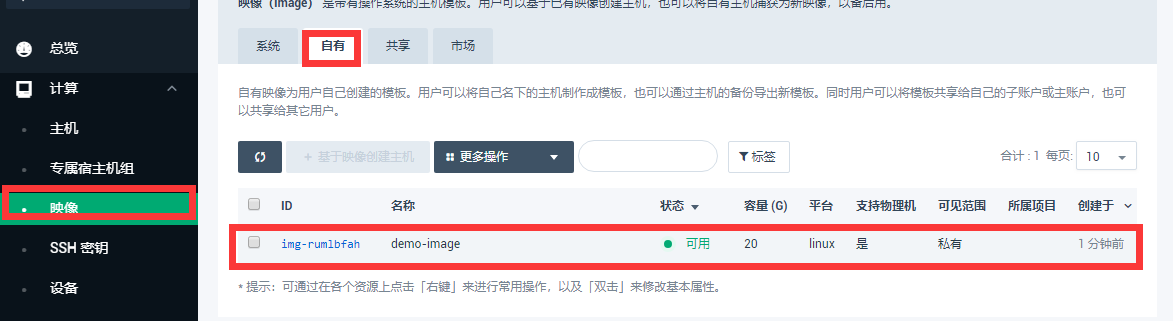 映像（Image）是带有操作系统的主机模板。用户可以基于已有映像创建主机，也可以将自有主机捕获为新映像，以备后用。
总览
计算
主机
专属宿主机组
映像
SSH 密钥
设备
系统 自有 共享 市场
自有映像为用户自己创建的模板。用户可以将自己名下的主机制作成模板，也可以通过主机的备份导出新模板。同时用户可以将模板共享给自己的子账户或主账户，也可
以共享给其它用户。
+ 基于映像创建主机 更多操作 标签 合计 : 1 每页: 10
ID 名称 状态 容量 (G) 平台 支持物理机 可见范围 所属项目 创建于
img-rumlbfah demo-image 可用 20 linux 是 私有 1 分钟前
* 提示：可通过在各个资源上点击「右键」来进行常用操作，以及「双击」来修改基本属性。